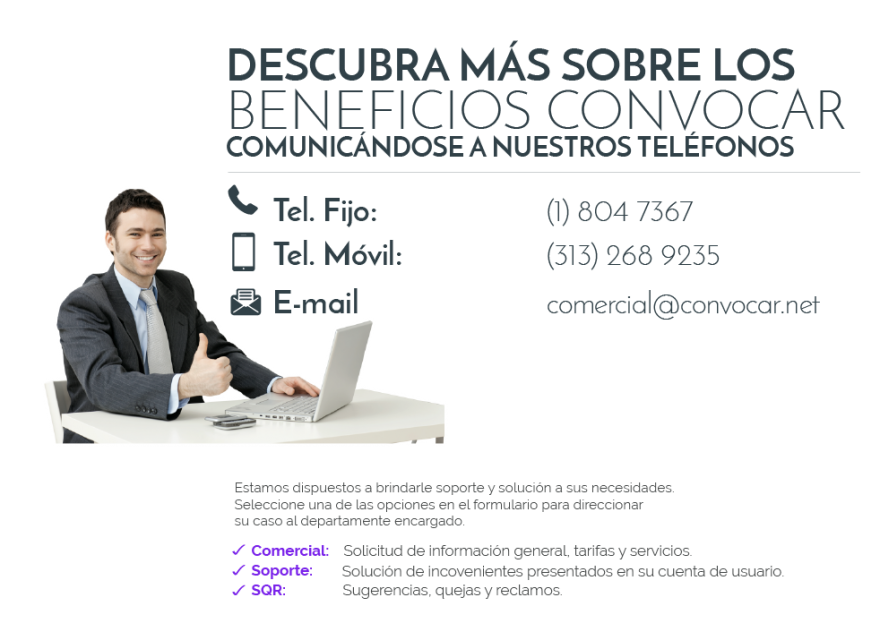 DESCUBRA MÁS SOBRE LOS
BENEFICIOS CONVOCAR
COMUNICÁNDOSE A NUESTROS TELÉFONOS
Tel. Fijo: (1) 804 7367
Tel. Móvil: (313) 268 9235
E-mail comercial@convocar.net
Estamos dispuestos a brindarle soporte y solución a sus necesidades.
Seleccione una de las opciones en el formulario para direccionar
su caso al departamente encargado.
Comercial: Solicitud de información general, tarifas y servicios.
Soporte: Solución de incovenientes presentados en su cuenta de usuario.
SQR: Sugerencias, quejas y reclamos.